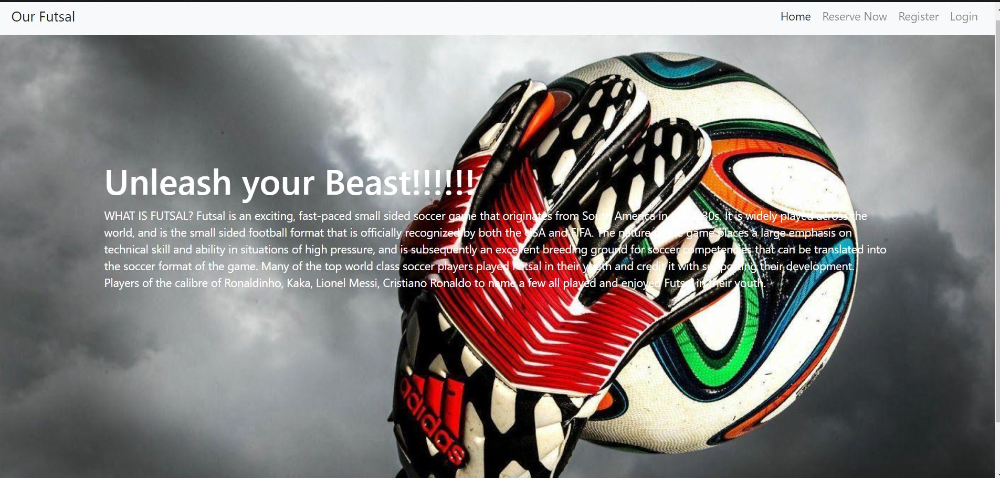 Our Futsal
Home Reserve Now Register Login
Unleash your Beast!!!!!!
WHAT IS FUTSAL? Futsal is an exciting, fast-paced small sided soccer game that originates from South America in 30s. It is widely played across the
world, and is the small sided football format that is officially recognized by both the USA and FIFA. The nature game places a large emphasis on
technical skill and ability in situations of high pressure, and is subsequently an excellent breeding ground for soccer competencies that can be translated into
the soccer format of the game. Many of the top world class soccer players played Futsal in their youth and credit it with supporting their development.
Players of the calibre of Ronaldinho, Kaka, Lionel Messi, Cristiano Ronaldo to name a few all played and enjoyed Futsal in their youth.
adidas